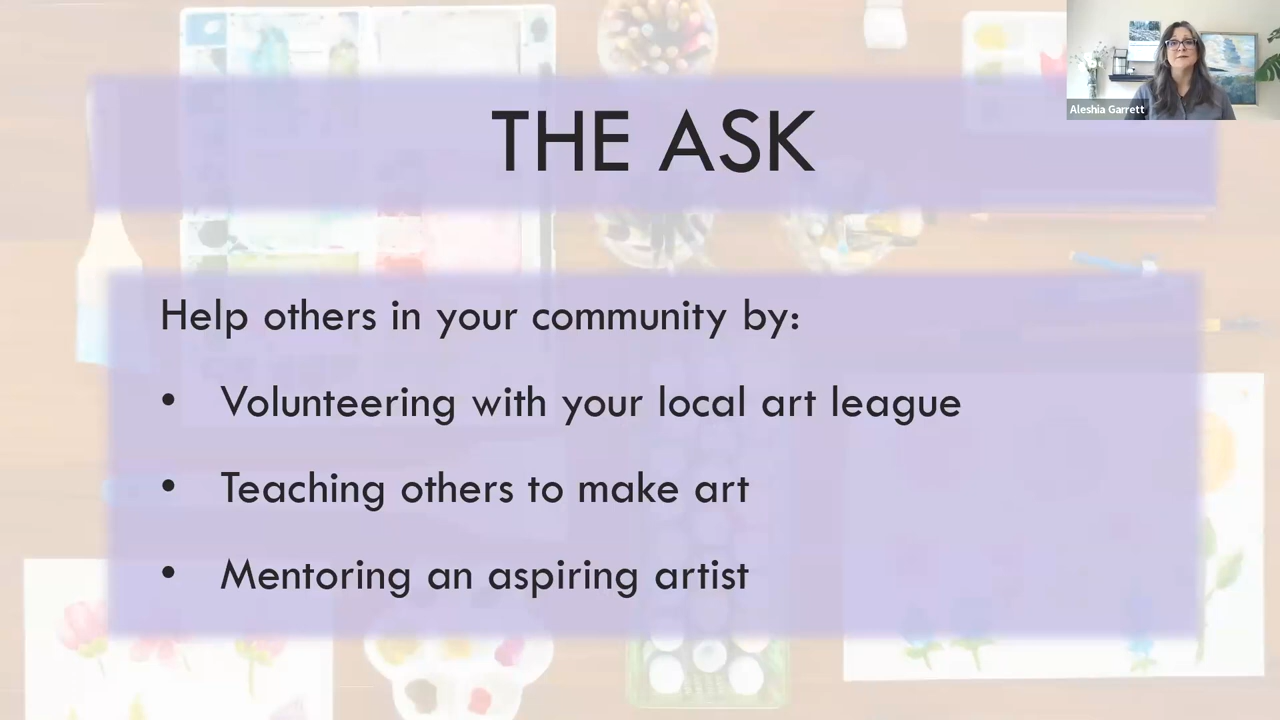 THE ASK
Aleshia Garrett
Help others in your community by:
• Volunteering with your local art league
• Teaching others to make art
• Mentoring an aspiring artist